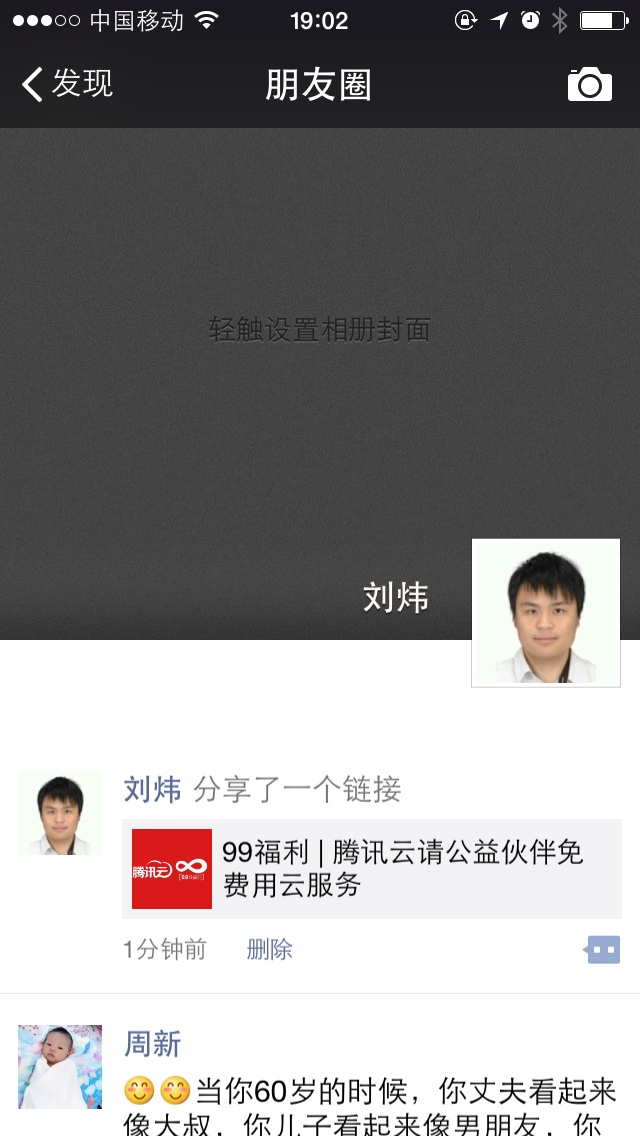 中国移动 19:02
发现 朋友圈
轻触设置相册封面
刘炜
刘炜 分享了一个链接
腾讯云
99福利 | 腾讯云请公益伙伴免
费用云服务
1分钟前 删除
周新
😊😊当你60岁的时候，你丈夫看起来
像大叔，你儿子看起来像男朋友，你